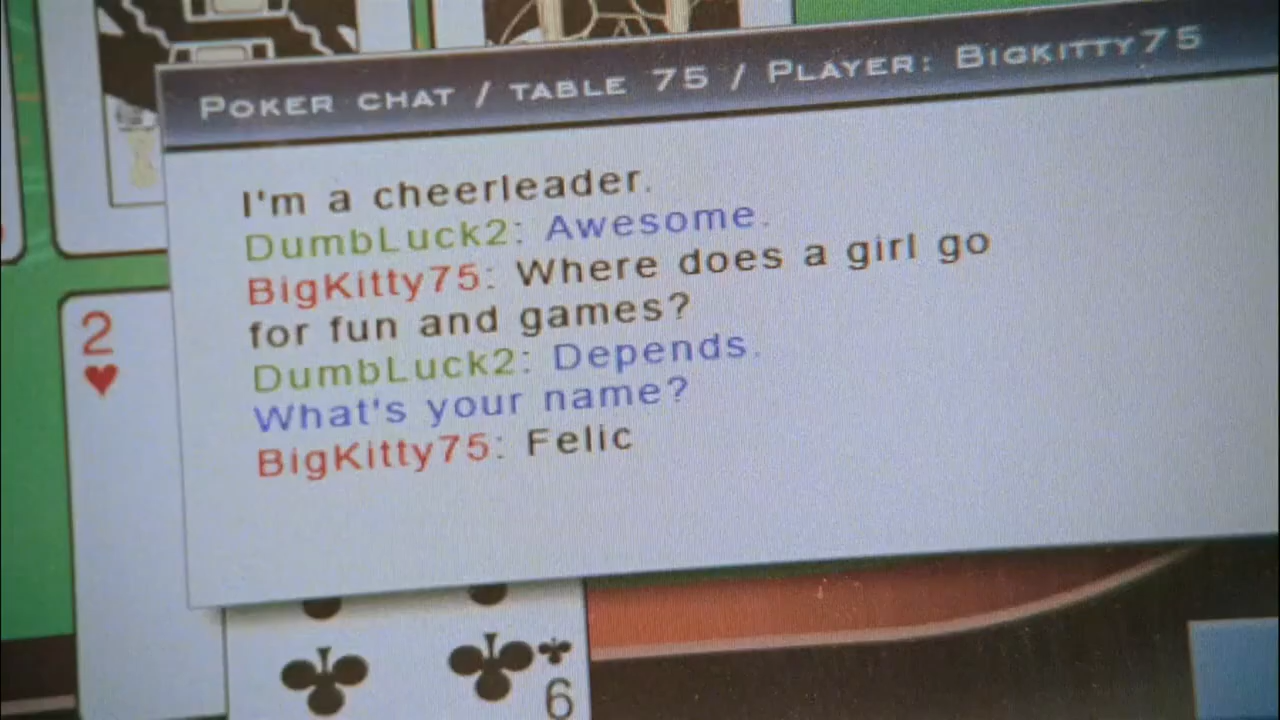 POKER CHAT / TABLE 75 / PLAYER: BIGKITTY75
I'm a cheerleader.
DumbLuck2: Awesome.
BigKitty75: Where does a girl go
for fun and games?
DumbLuck2: Depends.
What's your name?
BigKitty75: Felic
2
9